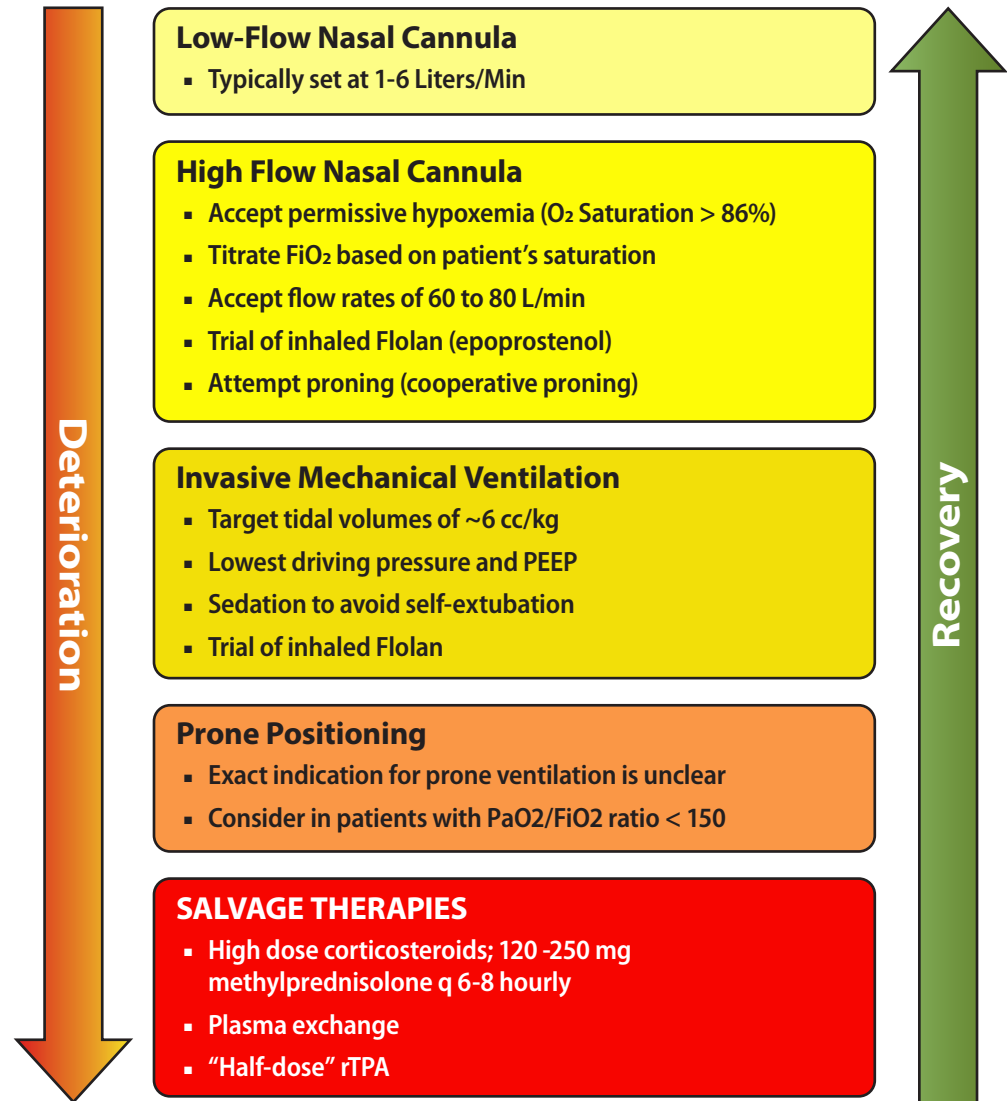 Deterioration
Low-Flow Nasal Cannula
▪ Typically set at 1-6 Liters/Min
High Flow Nasal Cannula
▪ Accept permissive hypoxemia (O₂ Saturation > 86%)
▪ Titrate FiO₂ based on patient’s saturation
▪ Accept flow rates of 60 to 80 L/min
▪ Trial of inhaled Flolan (epoprostenol)
▪ Attempt proning (cooperative proning)
Invasive Mechanical Ventilation
▪ Target tidal volumes of ~6 cc/kg
▪ Lowest driving pressure and PEEP
▪ Sedation to avoid self-extubation
▪ Trial of inhaled Flolan
Prone Positioning
▪ Exact indication for prone ventilation is unclear
▪ Consider in patients with PaO2/FiO2 ratio < 150
SALVAGE THERAPIES
▪ High dose corticosteroids; 120 -250 mg
methylprednisolone q 6-8 hourly
▪ Plasma exchange
▪ “Half-dose” rTPA
Recovery